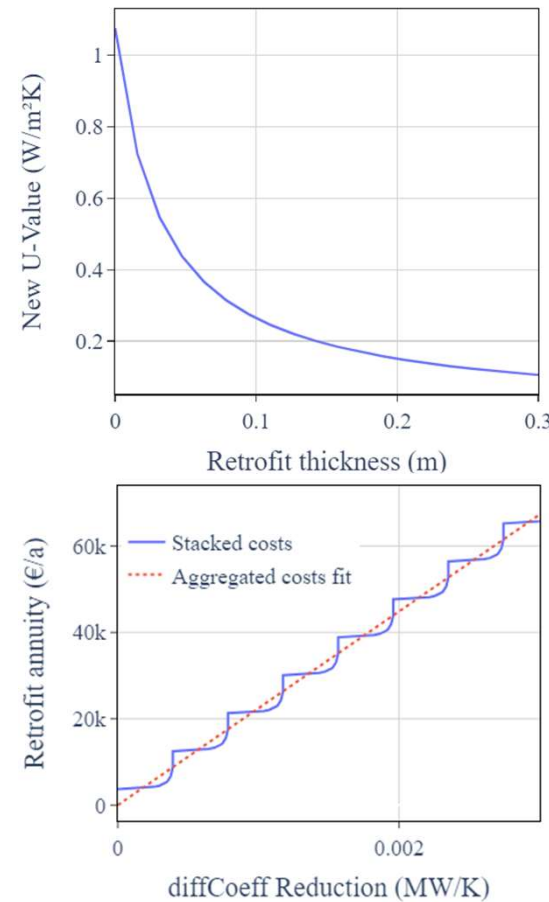 New U-Value (W/m²K)
1
0.8
0.6
0.4
0.2
0
0.1
0.2
0.3
Retrofit thickness (m)
Retrofit annuity (€/a)
60k
40k
20k
0
Stacked costs
Aggregated costs fit
0
0.002
diffCoeff Reduction (MW/K)